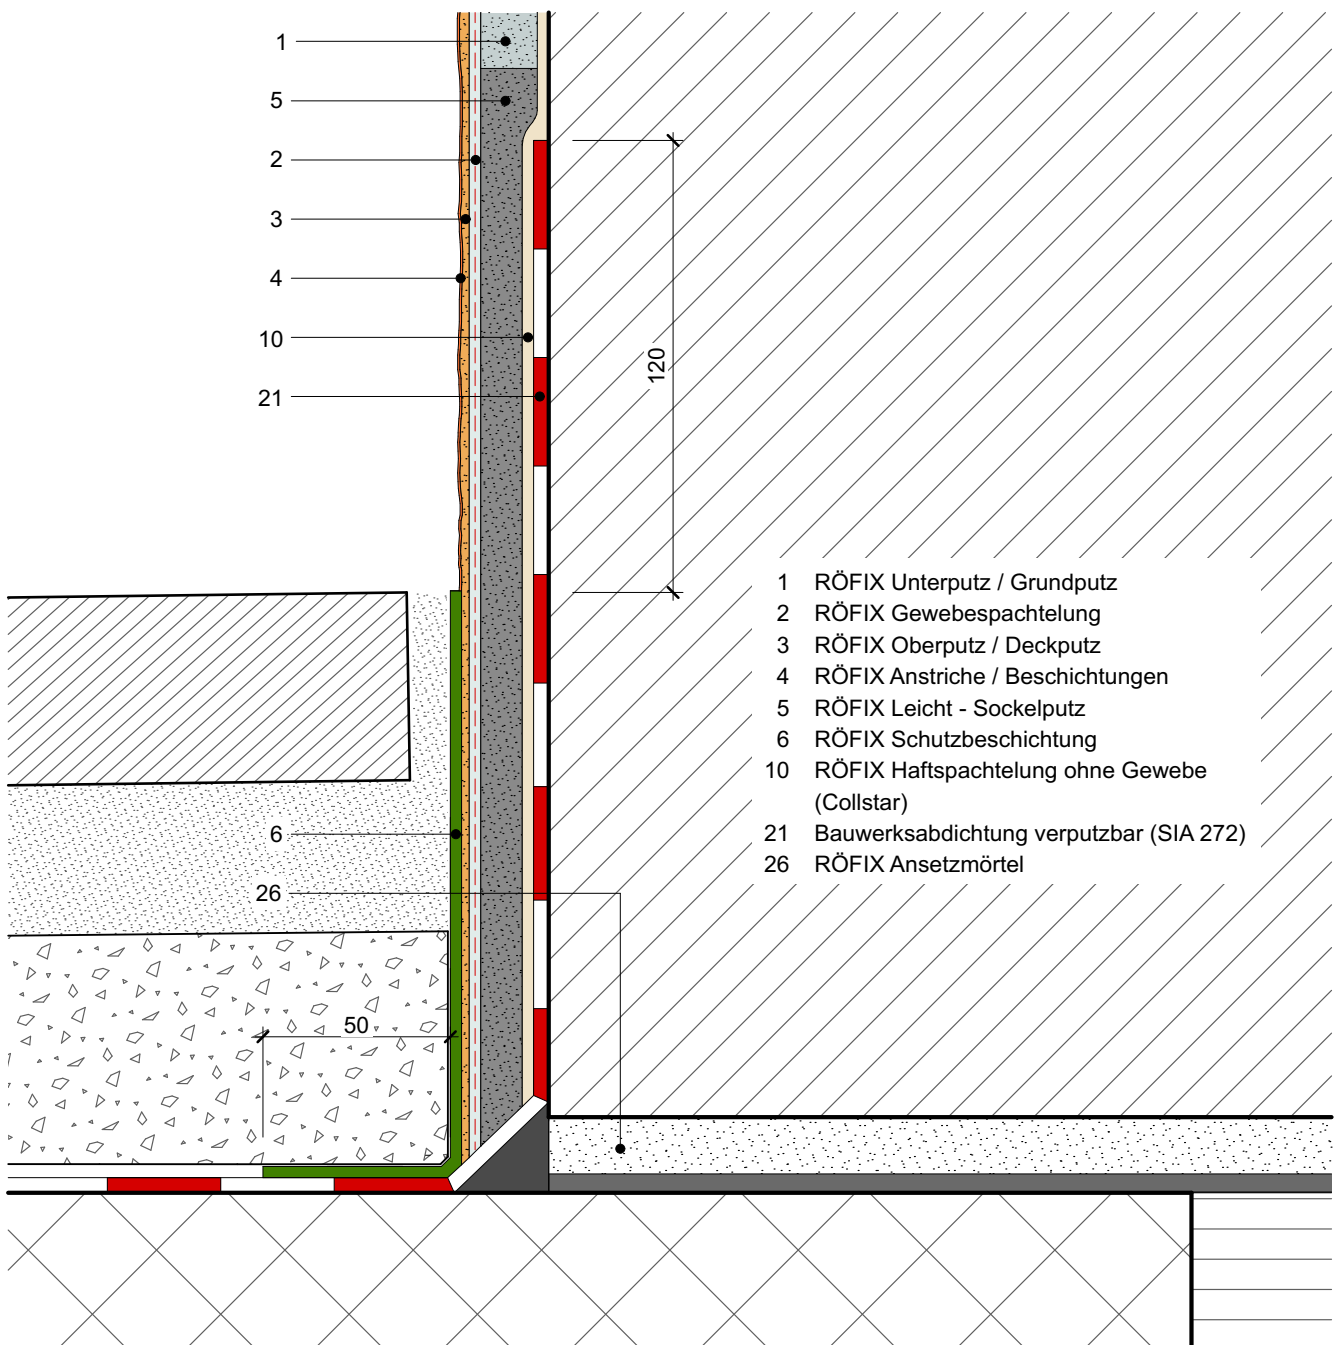 1
5
2
3
4
10
21
120
1 RÖFIX Unterputz / Grundputz
2 RÖFIX Gewebespachtelung
3 RÖFIX Oberputz / Deckputz
4 RÖFIX Anstriche / Beschichtungen
5 RÖFIX Leicht - Sockelputz
6 RÖFIX Schutzbeschichtung
10 RÖFIX Haftspachtelung ohne Gewebe
(Collstar)
21 Bauwerksabdichtung verputzbar (SIA 272)
26 RÖFIX Ansetzmörtel
6
26
50